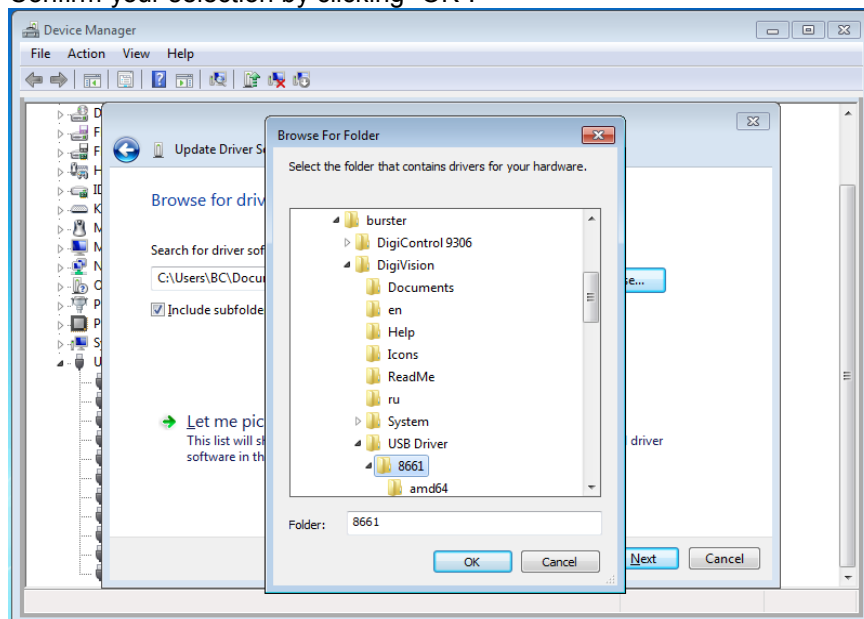 Confirm your selection by clicking "OK".
Device Manager
File Action View Help
D
F
F
H
ID
K
M
M
N
O
P
P
S
U
Update Driver S
Browse for driv
Search for driver sof
C:\Users\BC\Docu
Include subfolde
Let me pic
This list will s
software in th
Browse For Folder
Select the folder that contains drivers for your hardware.
burster
DigiControl 9306
DigiVision
Documents
en
Help
Icons
ReadMe
ru
System
USB Driver
8661
amd64
Folder: 8661
OK Cancel
se...
driver
Next Cancel